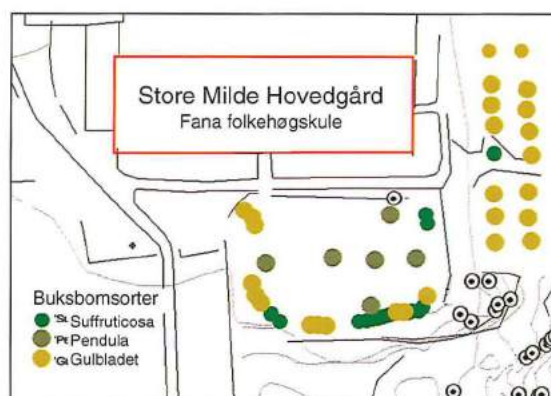 Store Milde Hovedgård
Fana folkehøgskule
Buksbomsorter
Suffruticosa
Pendula
Gulbladet